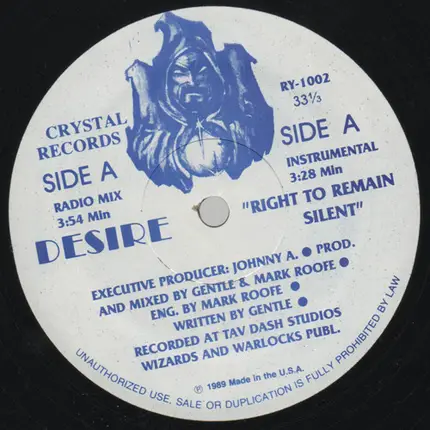 CRYSTAL
RECORDS
SIDE A
RADIO MIX
3:54 Min
DESIRE
RY-1002
33⅓
SIDE A
INSTRUMENTAL
3:28 Min
"RIGHT TO REMAIN
SILENT"
EXECUTIVE PRODUCER: JOHNNY A. ● PROD.
AND MIXED BY GENTLE & MARK ROOFE ●
ENG. BY MARK ROOFE ●
WRITTEN BY GENTLE ●
RECORDED AT TAV DASH STUDIOS
WIZARDS AND WARLOCKS PUBL.
UNAUTHORIZED USE, SALE OR DUPLICATION IS FULLY PROHIBITED BY LAW
℗ 1989 Made in the U.S.A.